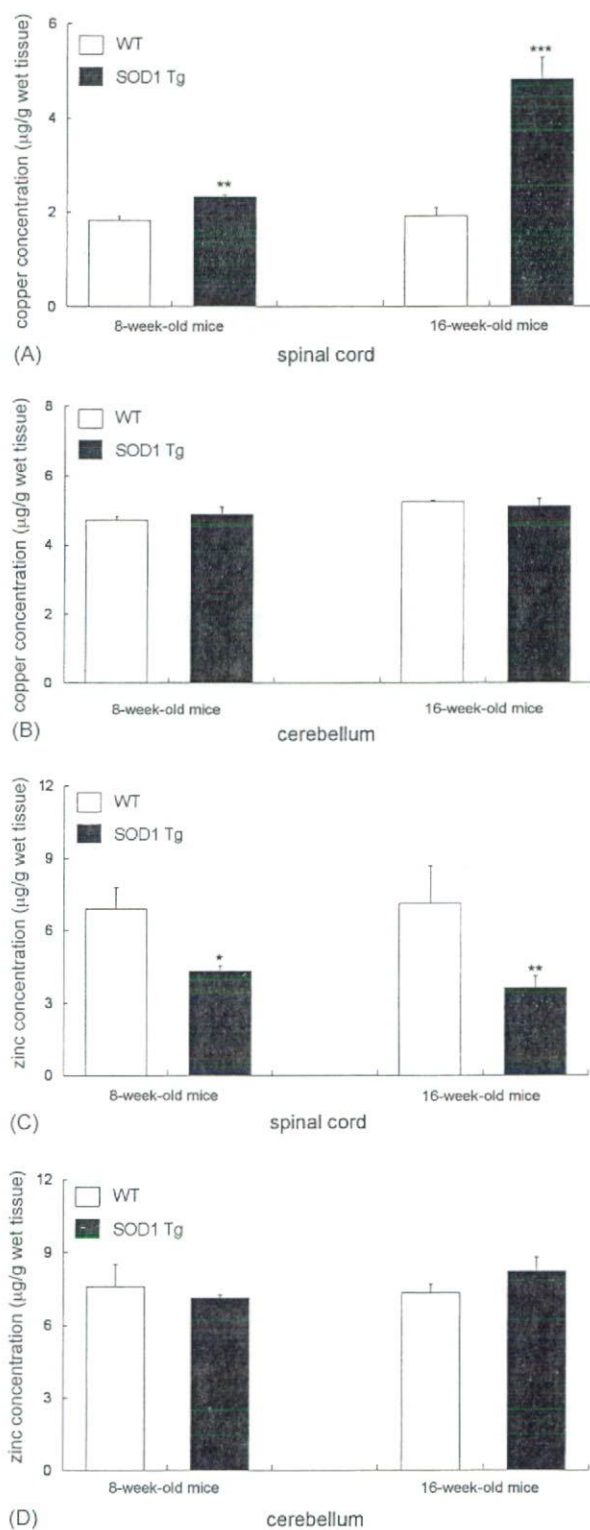 6
4
2
0
copper concentration (µg/g wet tissue)
WT
SOD1 Tg
**
***
8-week-old mice
16-week-old mice
(A)
spinal cord
8
6
4
2
0
copper concentration (µg/g wet tissue)
WT
SOD1 Tg
8-week-old mice
16-week-old mice
(B)
cerebellum
12
9
6
3
0
zinc concentration (µg/g wet tissue)
WT
SOD1 Tg
*
**
8-week-old mice
16-week-old mice
(C)
spinal cord
12
9
6
3
0
zinc concentration (µg/g wet tissue)
WT
SOD1 Tg
8-week-old mice
16-week-old mice
(D)
cerebellum